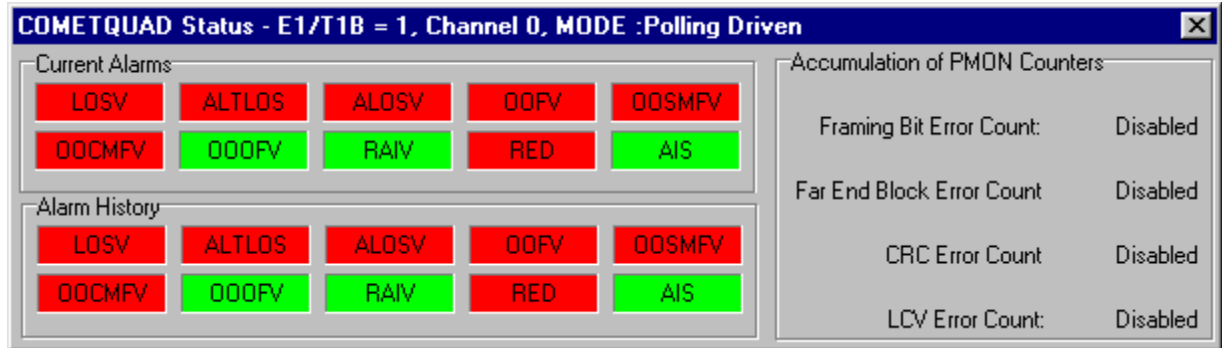 COMETQUAD Status - E1/T1B = 1, Channel 0, MODE :Polling Driven
Current Alarms
LOSV ALTLOS ALOSV OOFV OOSMFV
OOCMFV OOOFV RAIV RED AIS
Alarm History
LOSV ALTLOS ALOSV OOFV OOSMFV
OOCMFV OOOFV RAIV RED AIS
Accumulation of PMON Counters
Framing Bit Error Count: Disabled
Far End Block Error Count Disabled
CRC Error Count Disabled
LCV Error Count: Disabled